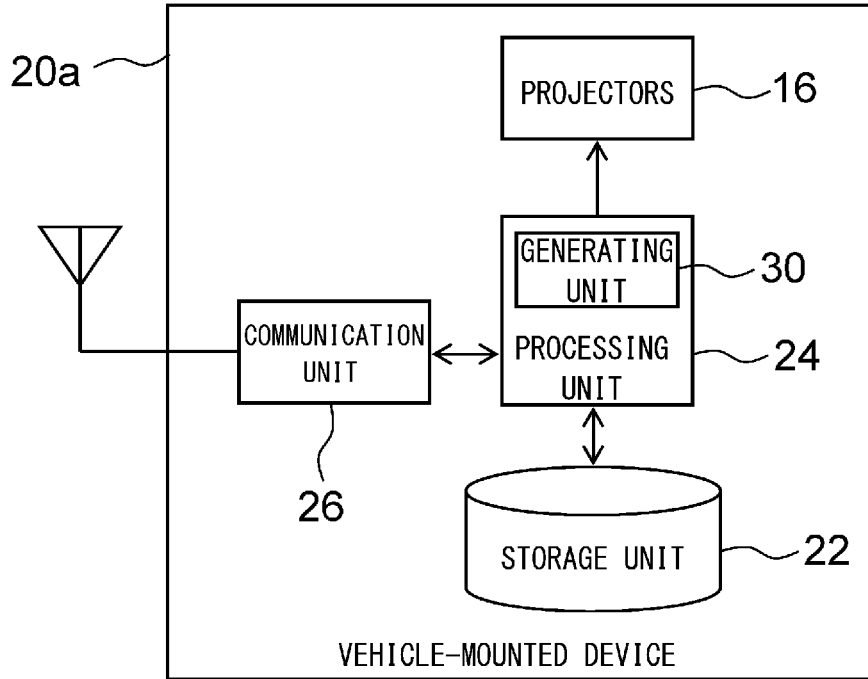 20a
PROJECTORS
16
GENERATING
UNIT
30
COMMUNICATION
UNIT
26
PROCESSING
UNIT
24
STORAGE UNIT
22
VEHICLE-MOUNTED DEVICE